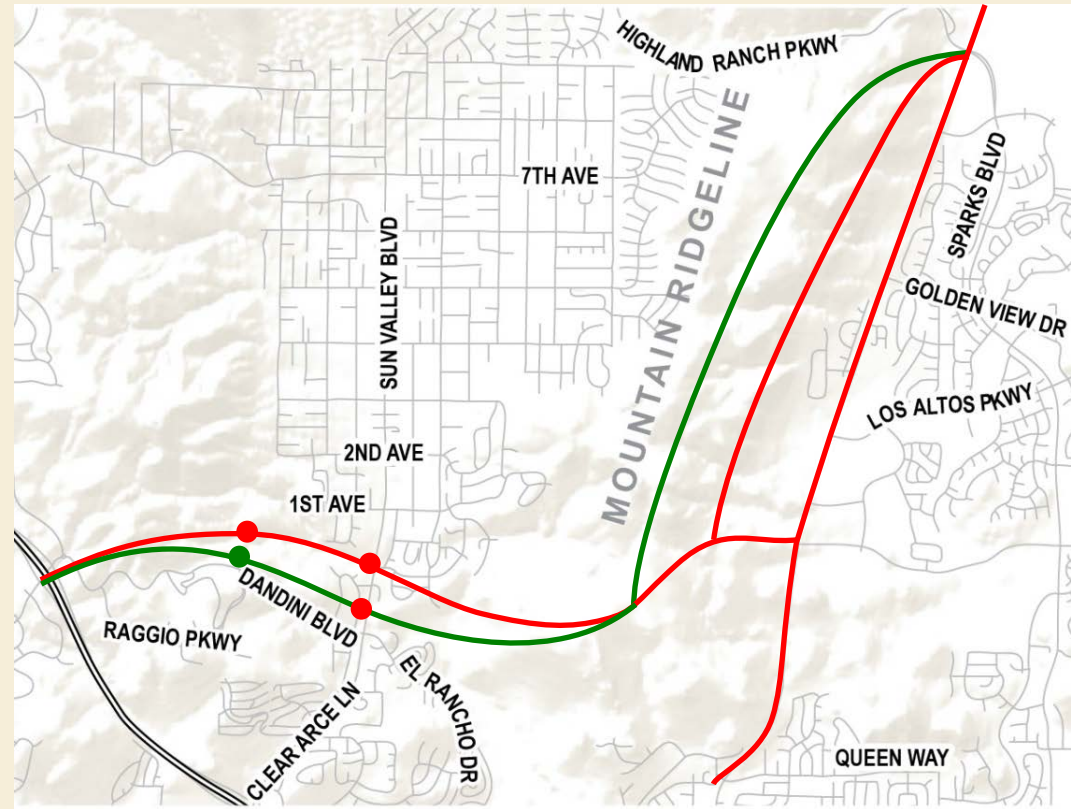 HIGHLAND RANCH PKWY
7TH AVE
MOUNTAIN RIDGELINE
SPARKS BLVD
SUN VALLEY BLVD
GOLDEN VIEW DR
LOS ALTOS PKWY
2ND AVE
1ST AVE
DANDINI BLVD
RAGGIO PKWY
EL RANCHO DR
CLEAR ARCE LN
QUEEN WAY